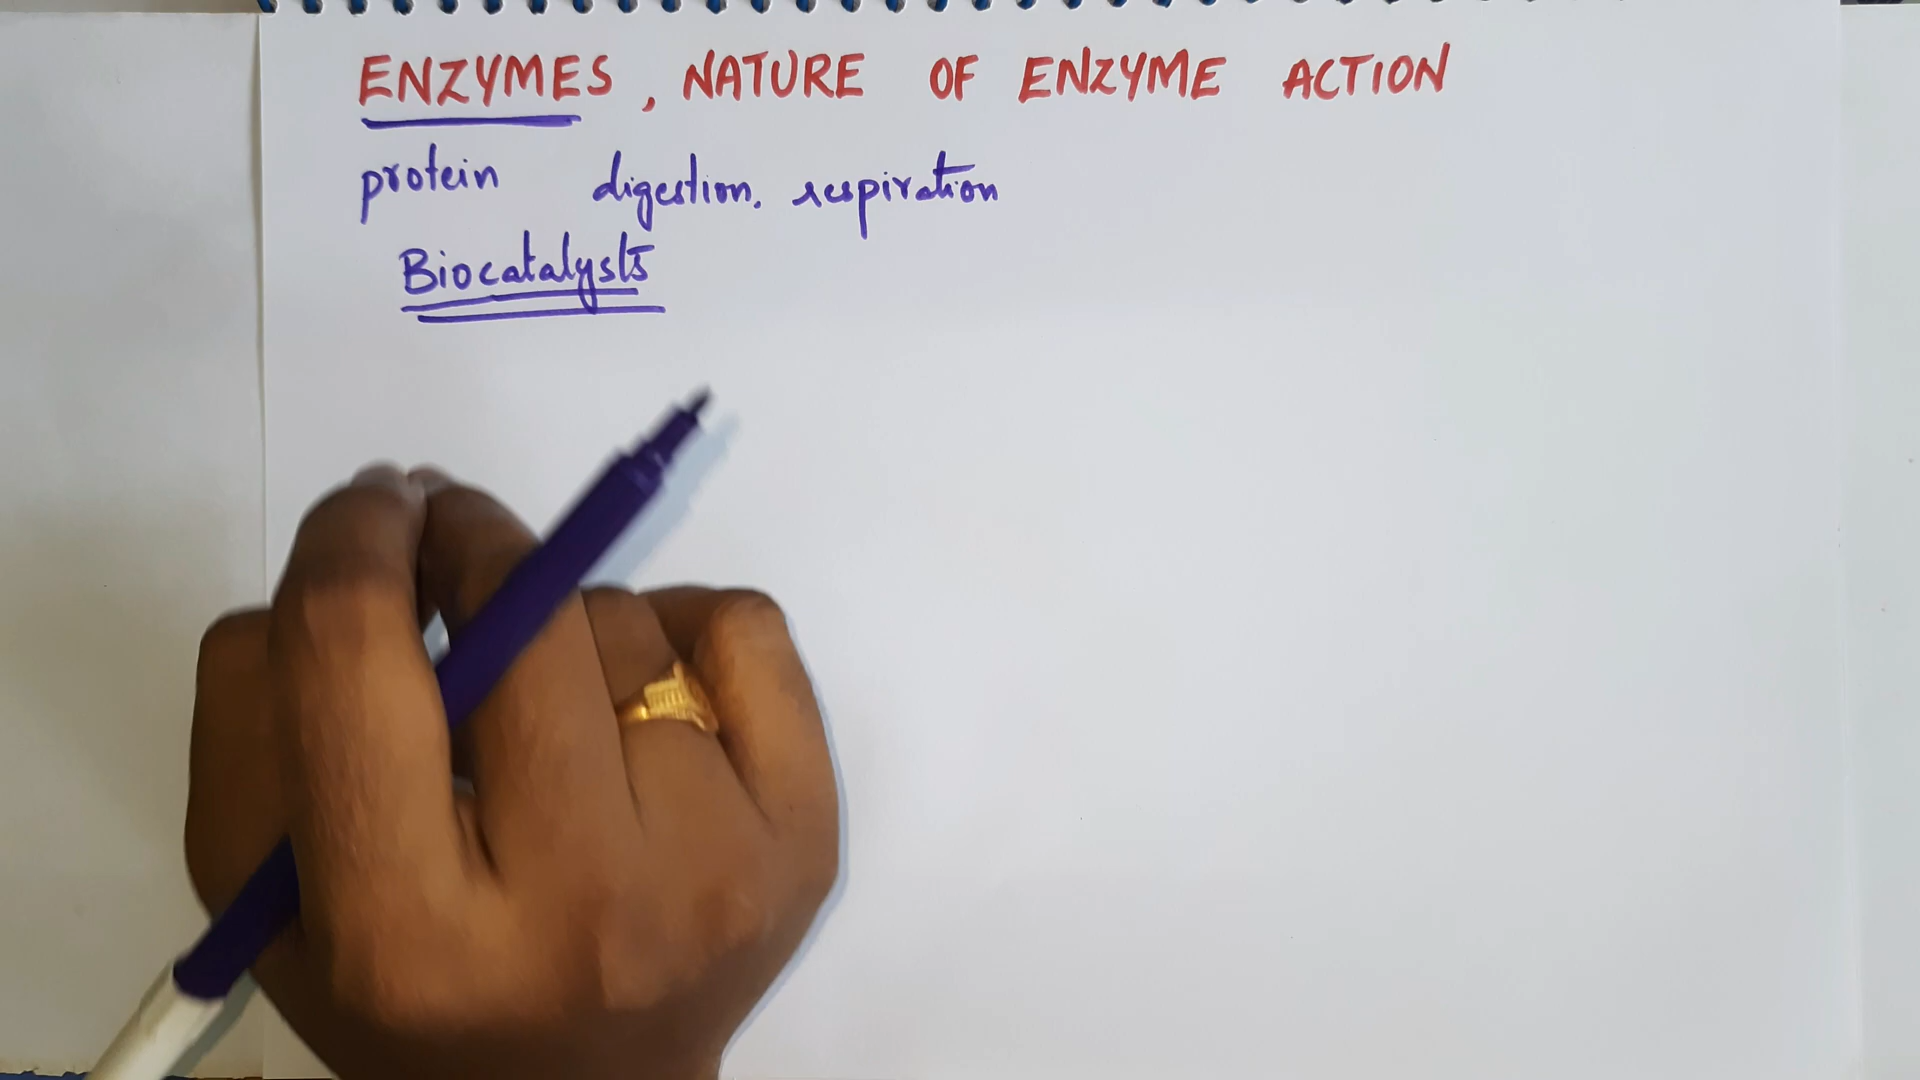 ENZYMES, NATURE OF ENZYME ACTION
protein digestion, respiration
Biocatalysts